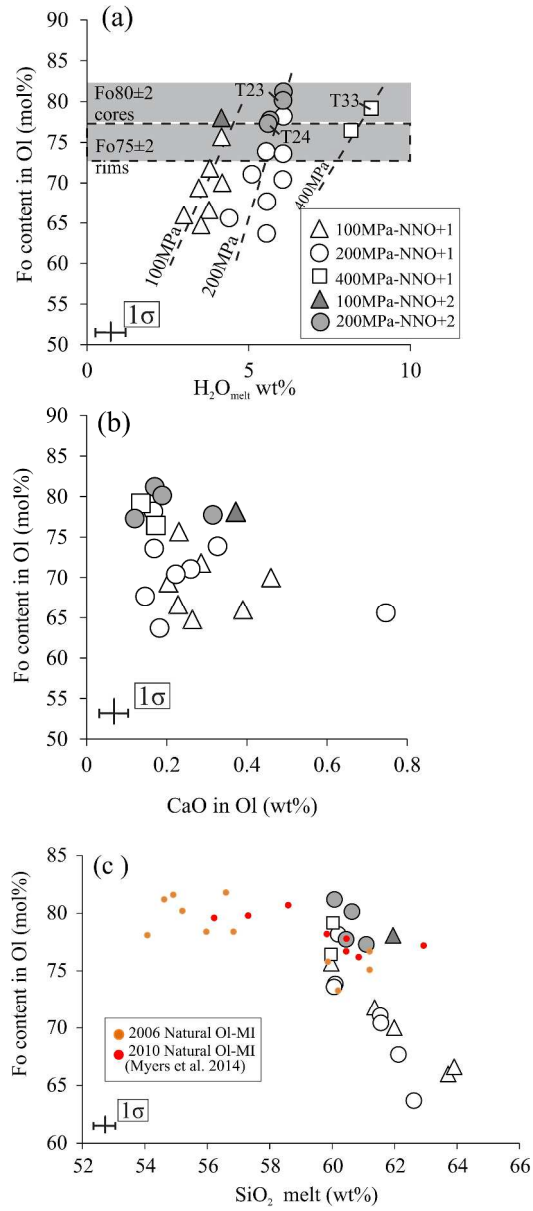 (a)
90
85
80
75
70
65
60
55
50
Fo content in Ol (mol%)
Fo80±2
cores
Fo75±2
rims
T23
T24
T33
100MPa
200MPa
400MPa
100MPa-NNO+1
200MPa-NNO+1
400MPa-NNO+1
100MPa-NNO+2
200MPa-NNO+2
1σ
0
5
10
H₂Omelt wt%
(b)
90
85
80
75
70
65
60
55
50
Fo content in Ol (mol%)
1σ
0
0.2
0.4
0.6
0.8
CaO in Ol (wt%)
(c )
85
80
75
70
65
60
Fo content in Ol (mol%)
2006 Natural Ol-MI
2010 Natural Ol-MI
(Myers et al. 2014)
1σ
52
54
56
58
60
62
64
66
SiO₂ melt (wt%)